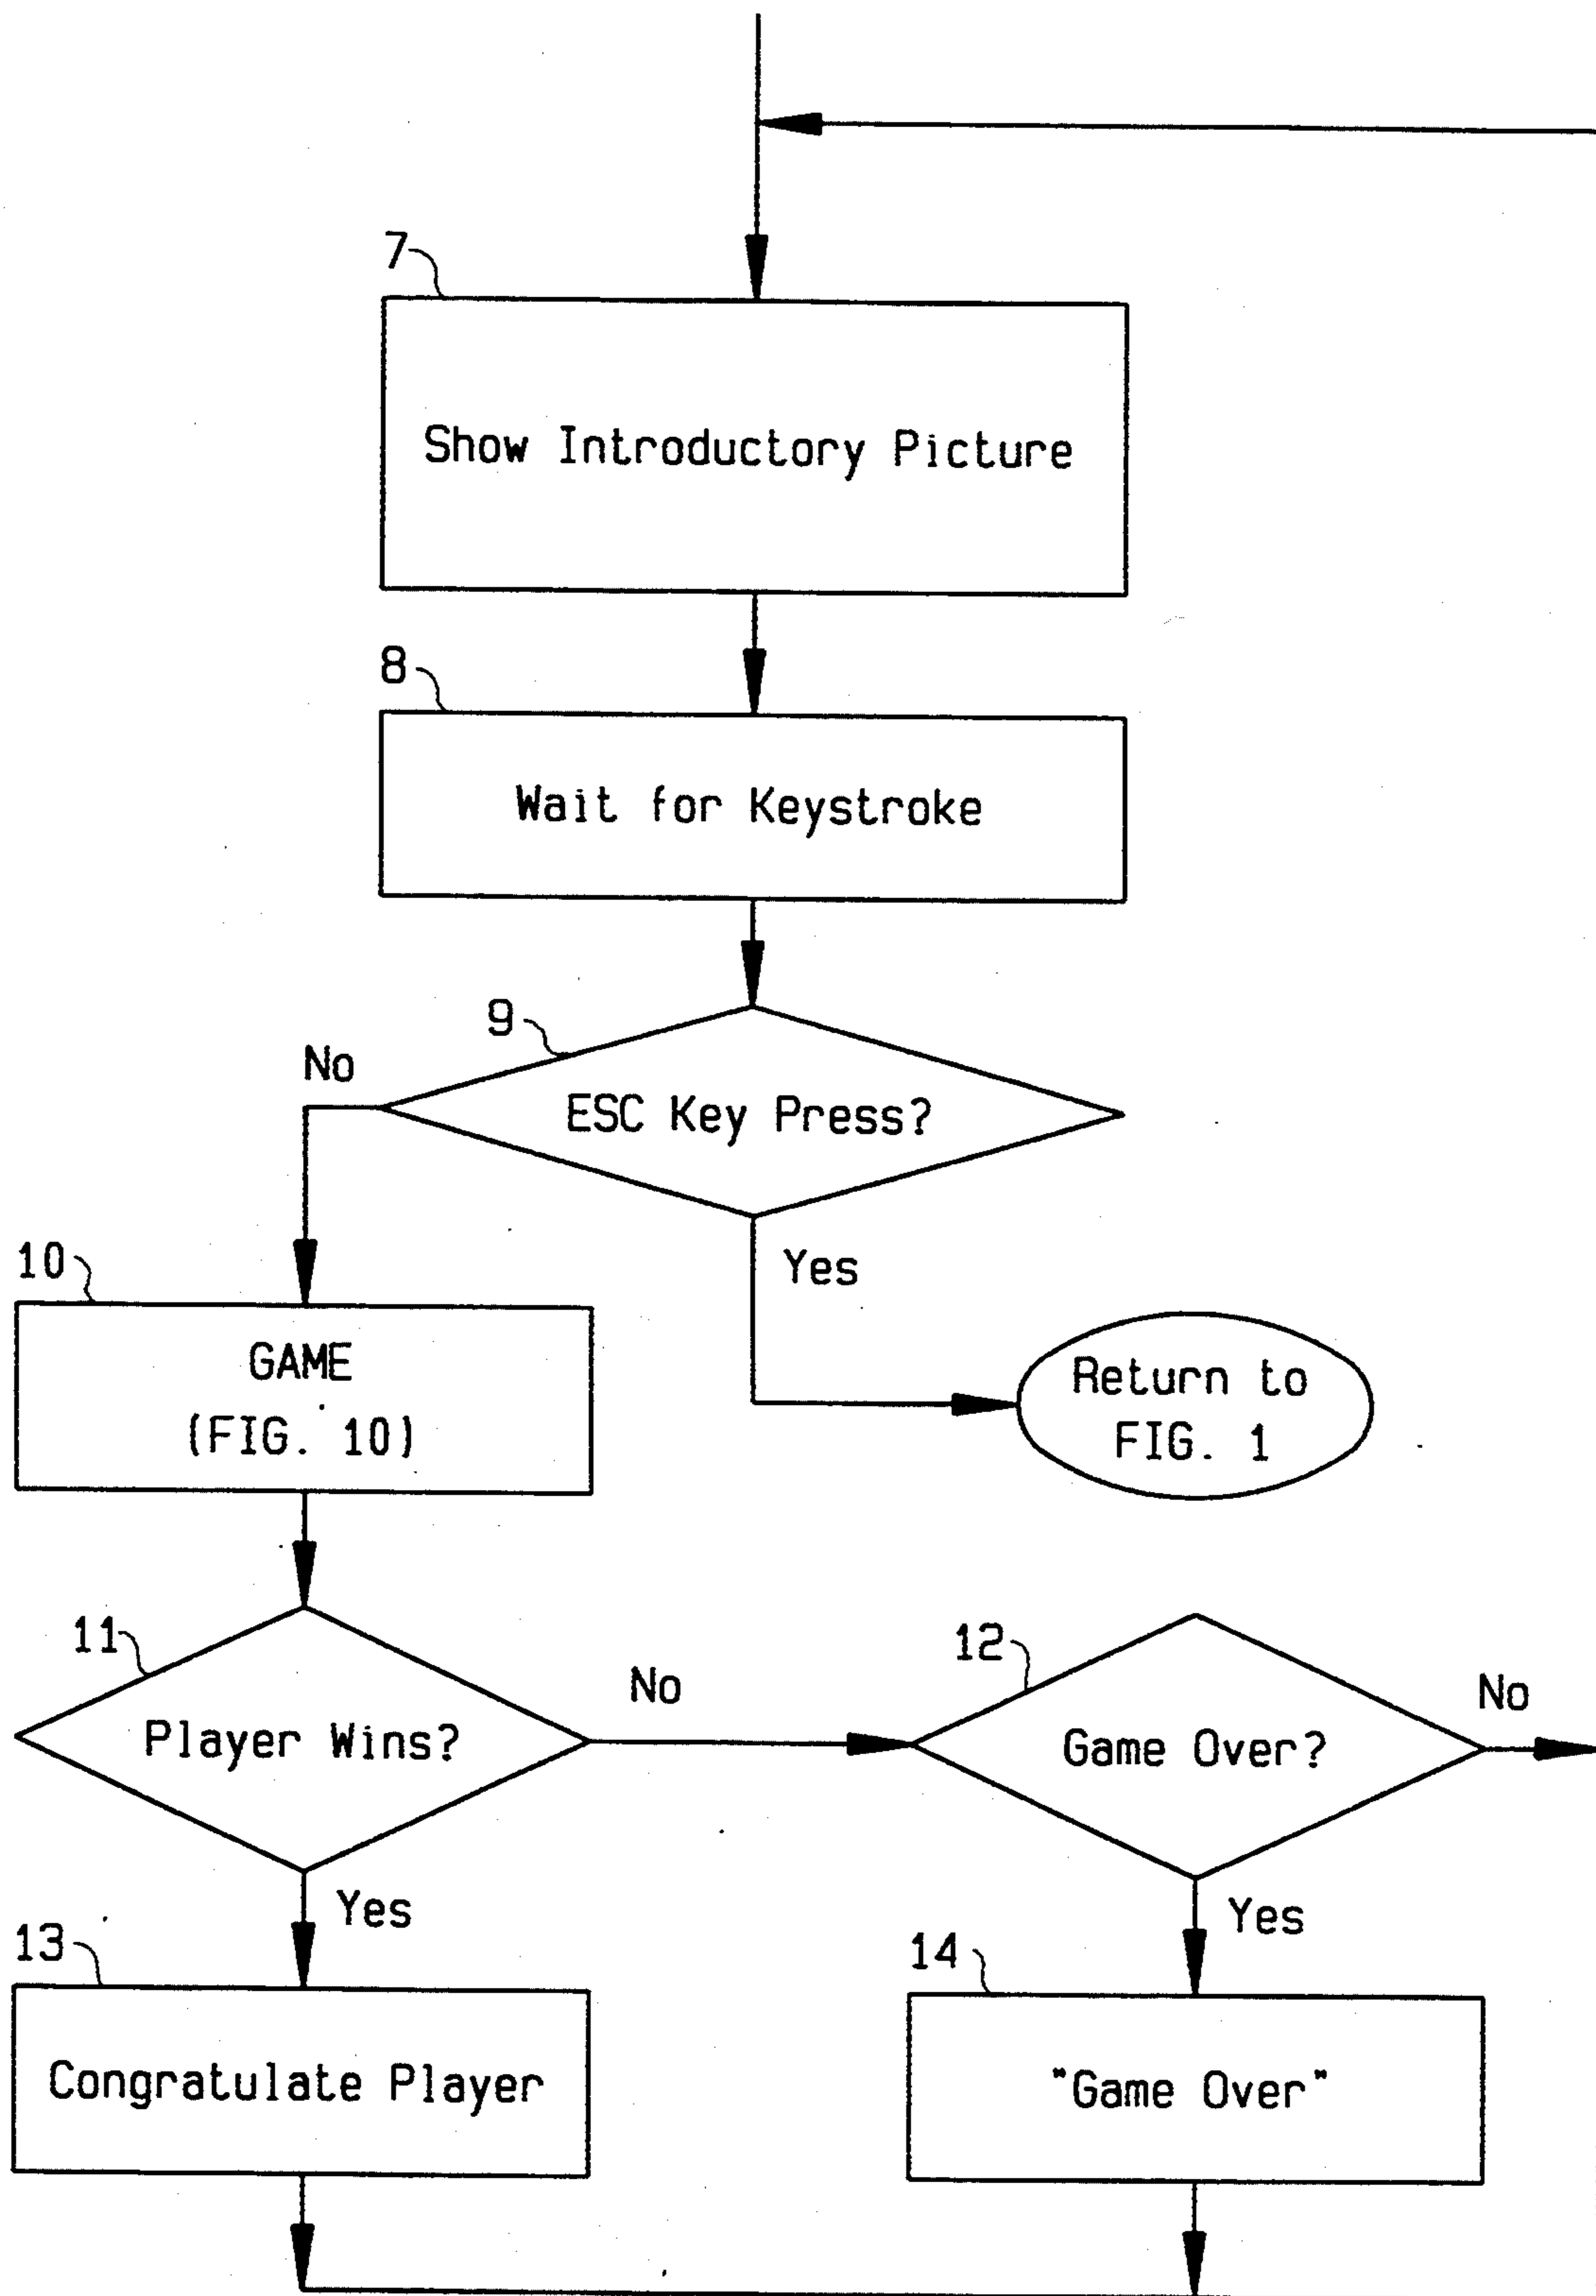 7
Show Introductory Picture
8
Wait for Keystroke
9
No
ESC Key Press?
Yes
10
GAME
(FIG. 10)
Return to
FIG. 1
11
Player Wins?
No
12
Game Over?
No
Yes
Yes
13
Congratulate Player
14
"Game Over"